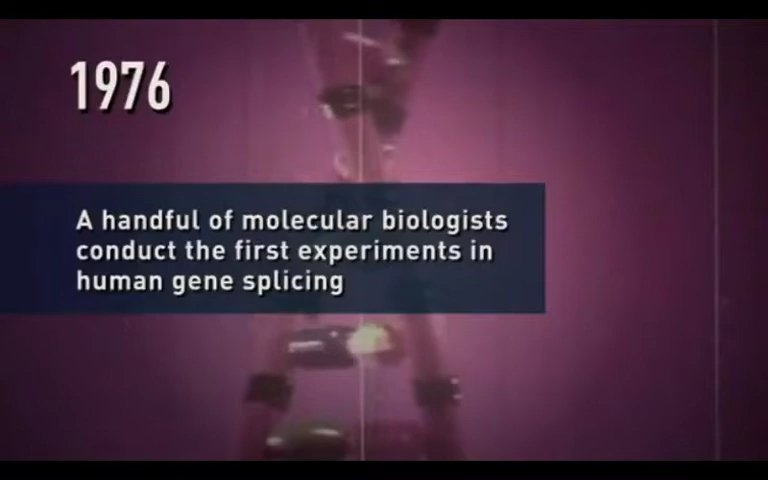 1976
A handful of molecular biologists
conduct the first experiments in
human gene splicing